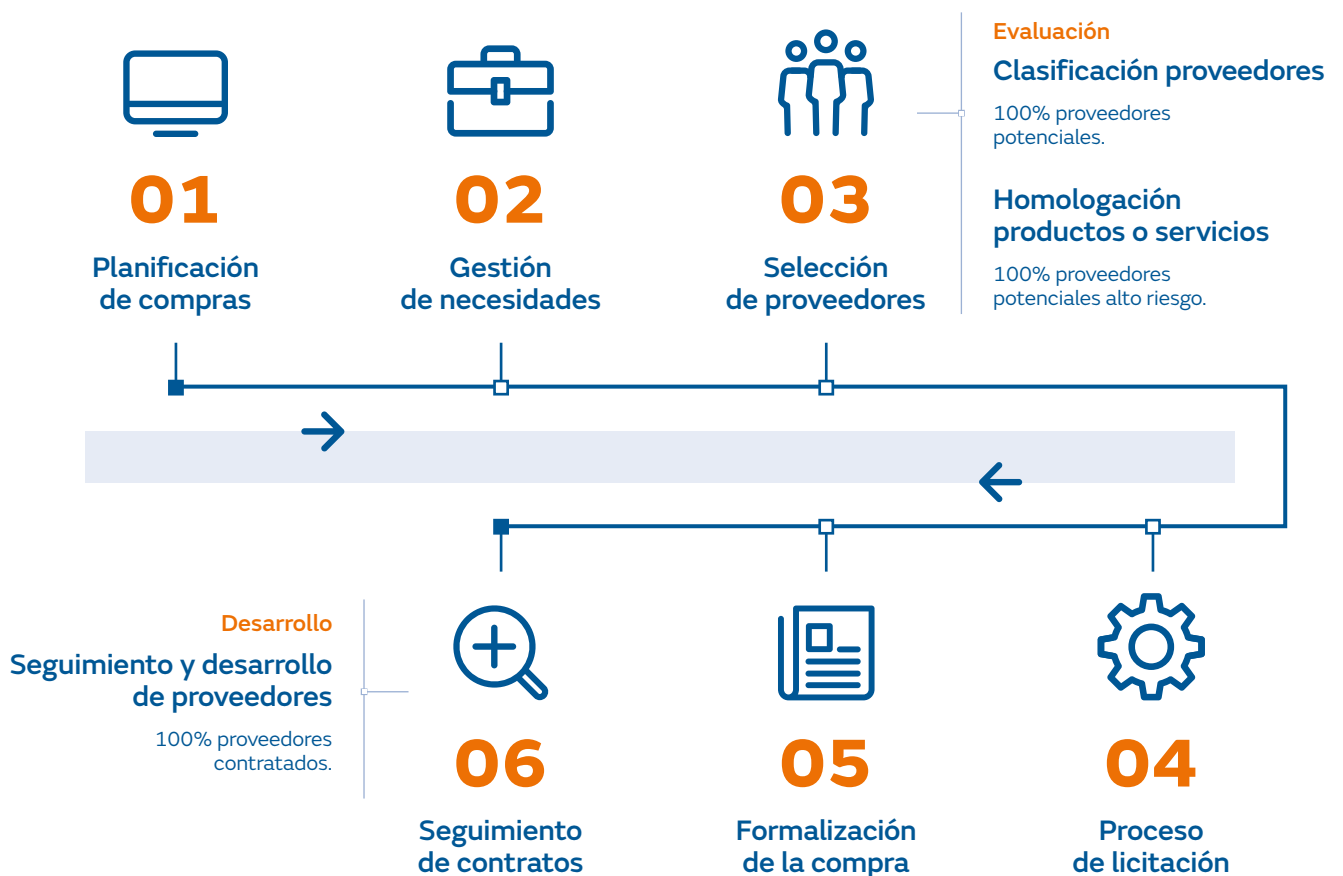 01
Planificación
de compras
02
Gestión
de necesidades
03
Selección
de proveedores
Evaluación
Clasificación proveedores
100% proveedores
potenciales.
Homologación
productos o servicios
100% proveedores
potenciales alto riesgo.
04
Proceso
de licitación
05
Formalización
de la compra
06
Seguimiento
de contratos
Desarrollo
Seguimiento y desarrollo
de proveedores
100% proveedores
contratados.